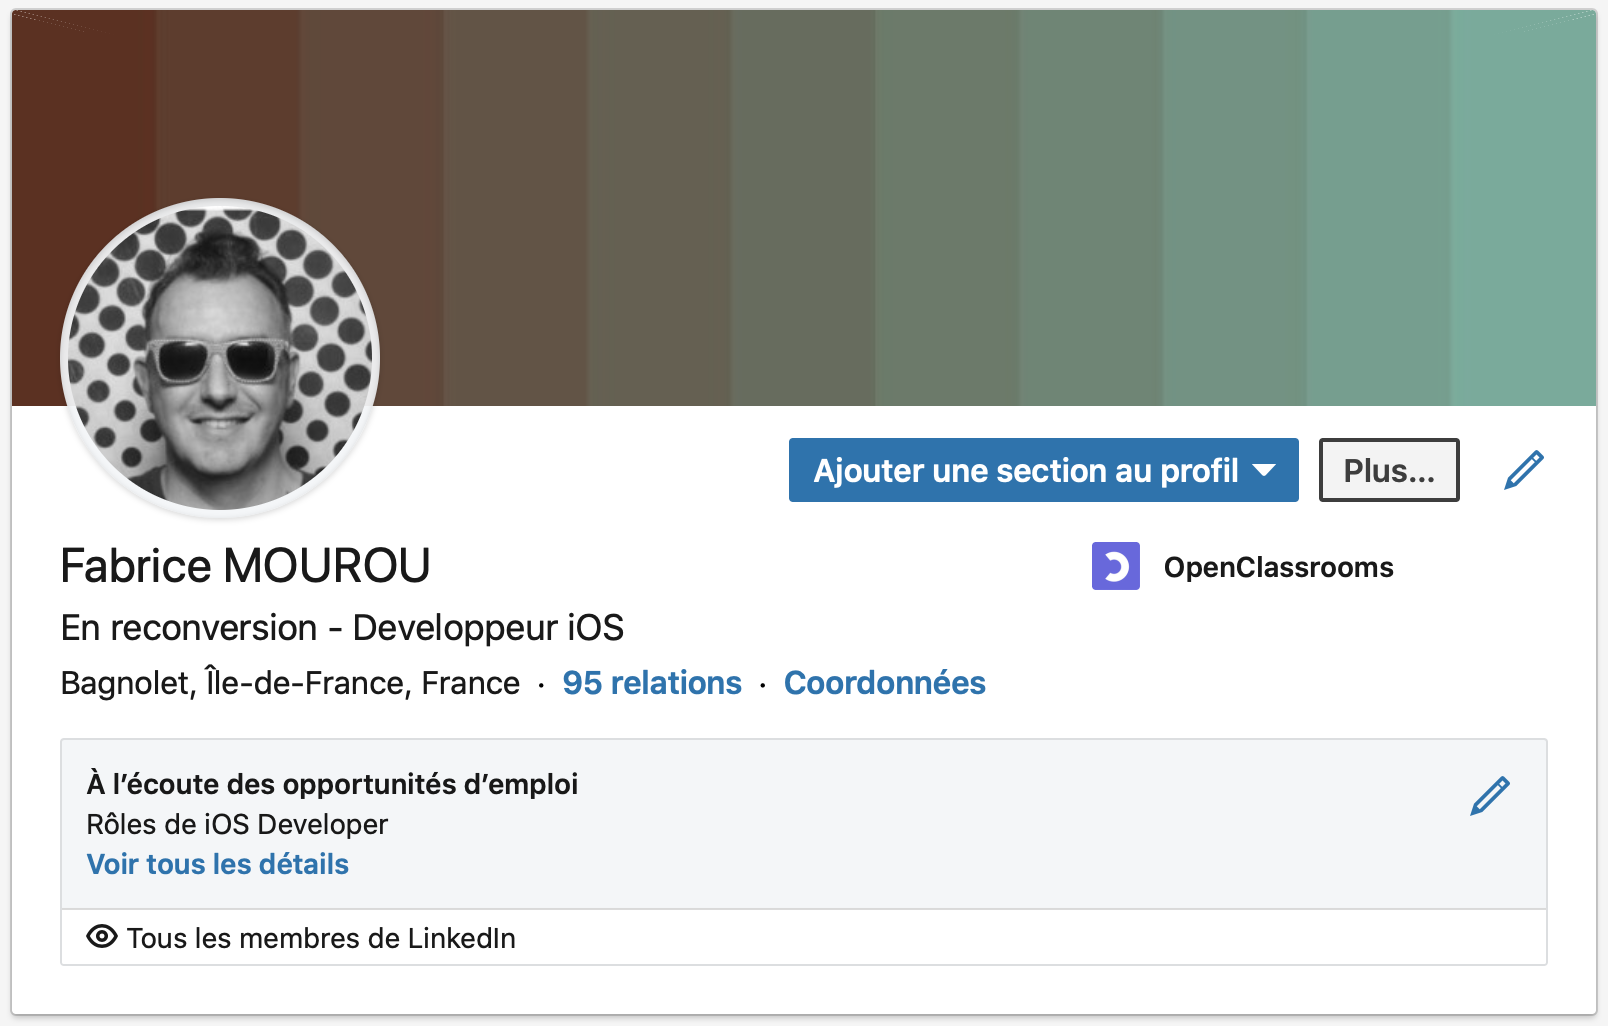 Ajouter une section au profil
Plus...
Fabrice MOUROU
OpenClassrooms
En reconversion - Developpeur iOS
Bagnolet, Île-de-France, France · 95 relations · Coordonnées
À l’écoute des opportunités d’emploi
Rôles de iOS Developer
Voir tous les détails
Tous les membres de LinkedIn